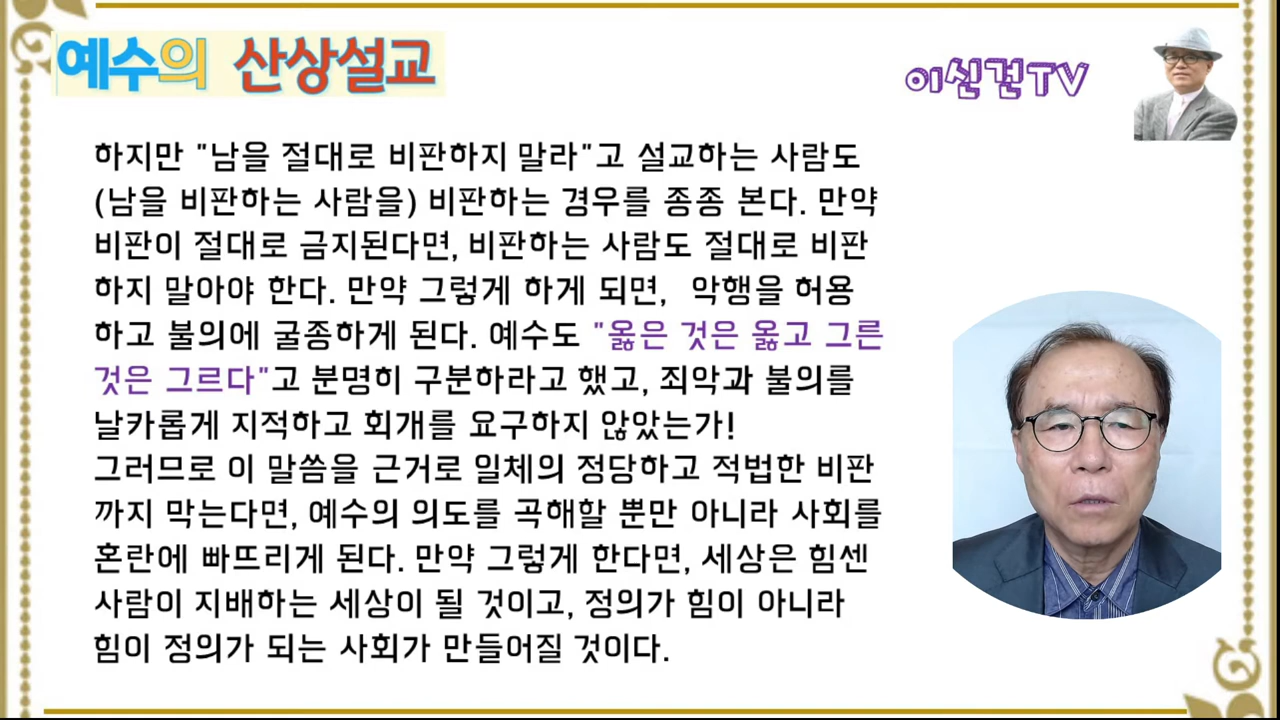 예수의 산상설교
이신건TV
하지만 "남을 절대로 비판하지 말라"고 설교하는 사람도
(남을 비판하는 사람을) 비판하는 경우를 종종 본다. 만약
비판이 절대로 금지된다면, 비판하는 사람도 절대로 비판
하지 말아야 한다. 만약 그렇게 하게 되면, 악행을 허용
하고 불의에 굴종하게 된다. 예수도 "옳은 것은 옳고 그른
것은 그르다"고 분명히 구분하라고 했고, 죄악과 불의를
날카롭게 지적하고 회개를 요구하지 않았는가!
그러므로 이 말씀을 근거로 일체의 정당하고 적법한 비판
까지 막는다면, 예수의 의도를 곡해할 뿐만 아니라 사회를
혼란에 빠뜨리게 된다. 만약 그렇게 한다면, 세상은 힘센
사람이 지배하는 세상이 될 것이고, 정의가 힘이 아니라
힘이 정의가 되는 사회가 만들어질 것이다.